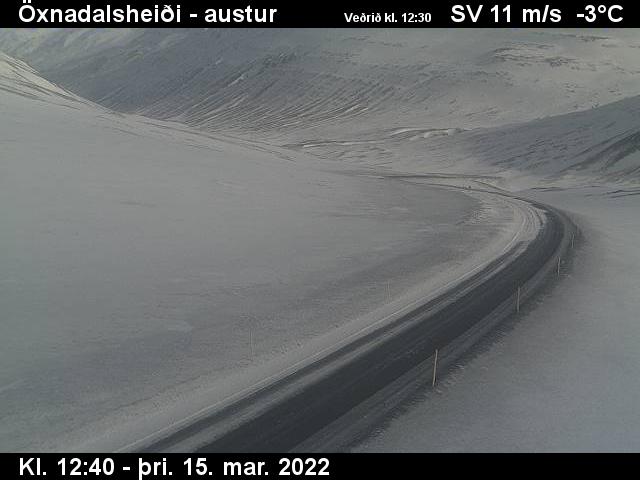 Öxnadalsheiði - austur Veðrið kl. 12:30 SV 11 m/s -3°C
Kl. 12:40 - þri. 15. mar. 2022